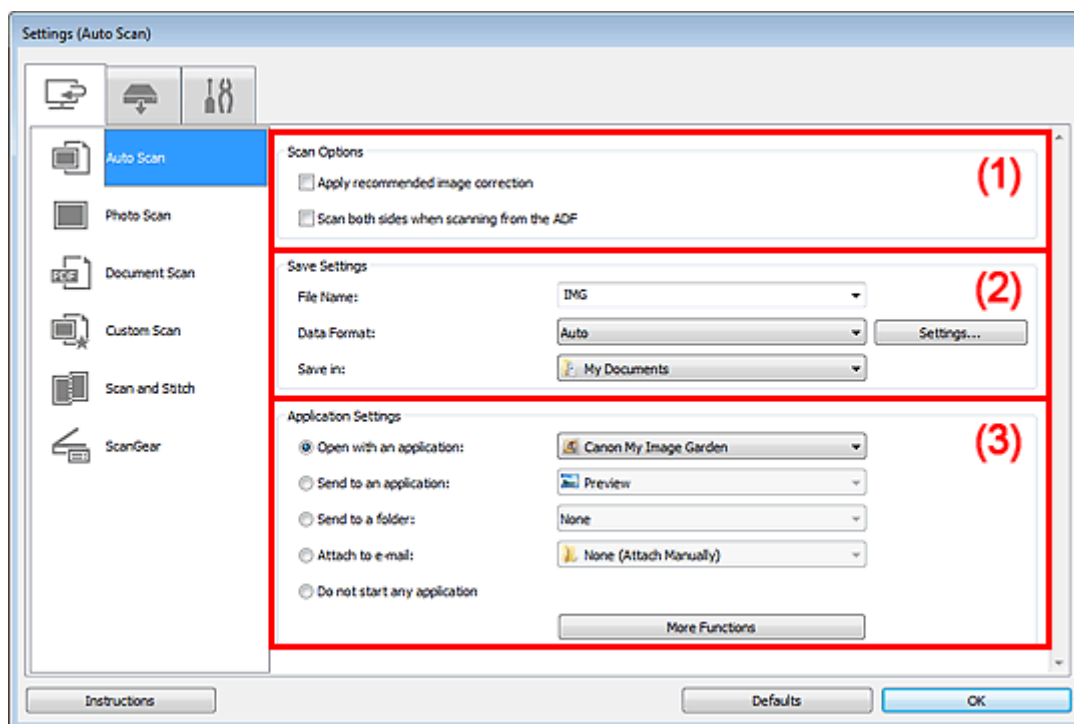 Settings (Auto Scan)
Auto Scan
Photo Scan
PDF
Document Scan
Custom Scan
Scan and Stitch
ScanGear
Scan Options
(1)
Apply recommended image correction
Scan both sides when scanning from the ADF
Save Settings
(2)
File Name: IMG
Data Format: Auto Settings...
Save in: My Documents
Application Settings
(3)
Open with an application: Canon My Image Garden
Send to an application: Preview
Send to a folder: None
Attach to e-mail: None (Attach Manually)
Do not start any application
More Functions
Instructions Defaults OK